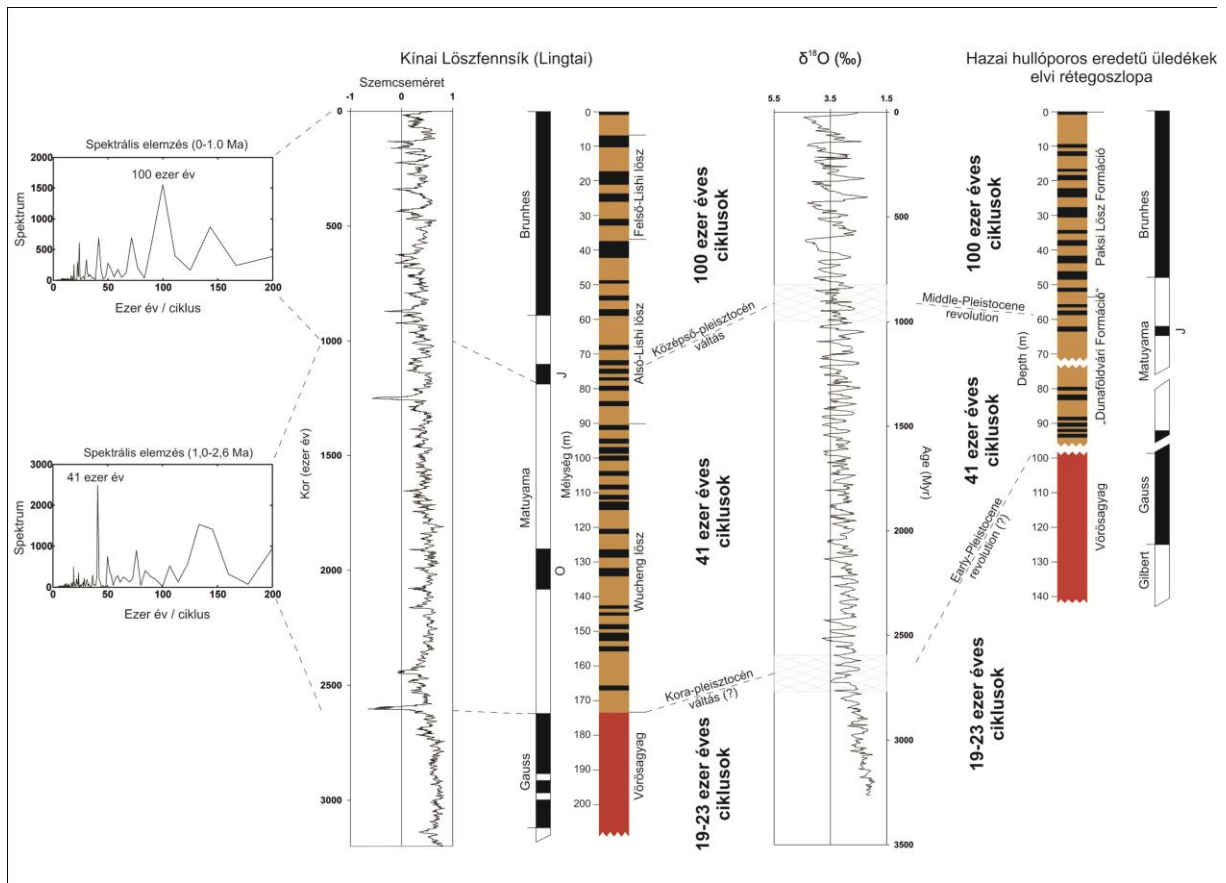 Kínai Löszfennsík (Lingtai)
Szemcseméret
-1
0
1
δ18O (‰)
5.5
3.5
1.5
Hazai hullóporos eredetű üledékek
elvi rétegoszlopa
Spektrális elemzés (0-1.0 Ma)
100 ezer év
Spektrum
2000
1500
1000
500
0
0
50
100
150
200
Ezer év / ciklus
Spektrális elemzés (1,0-2,6 Ma)
41 ezer év
Spektrum
3000
2000
1000
0
0
50
100
150
200
Ezer év / ciklus
Kor (ezer év)
0
500
1000
1500
2000
2500
3000
Brunhes
Matuyama
Gauss
J
O
Mélység (m)
0
10
20
30
40
50
60
70
80
90
100
110
120
130
140
150
160
170
180
190
200
Felső-Lishi lösz
Alsó-Lishi lösz
Wucheng lösz
Vörösagyag
100 ezer éves
ciklusok
Középső-pleisztocén
váltás
41 ezer éves
ciklusok
Kora-pleisztocén
váltás (?)
19-23 ezer éves
ciklusok
0
500
1000
1500
2000
2500
3000
3500
Age (Myr)
100 ezer éves
ciklusok
Middle-Pleistocene
revolution
41 ezer éves
ciklusok
Early-Pleistocene
revolution (?)
19-23 ezer éves
ciklusok
Depth (m)
0
10
20
30
40
50
60
70
80
90
100
110
120
130
140
Paksi Lösz Formáció
„Dunaföldvári Formáció"
Vörösagyag
Brunhes
Matuyama
J
Gauss
Gilbert